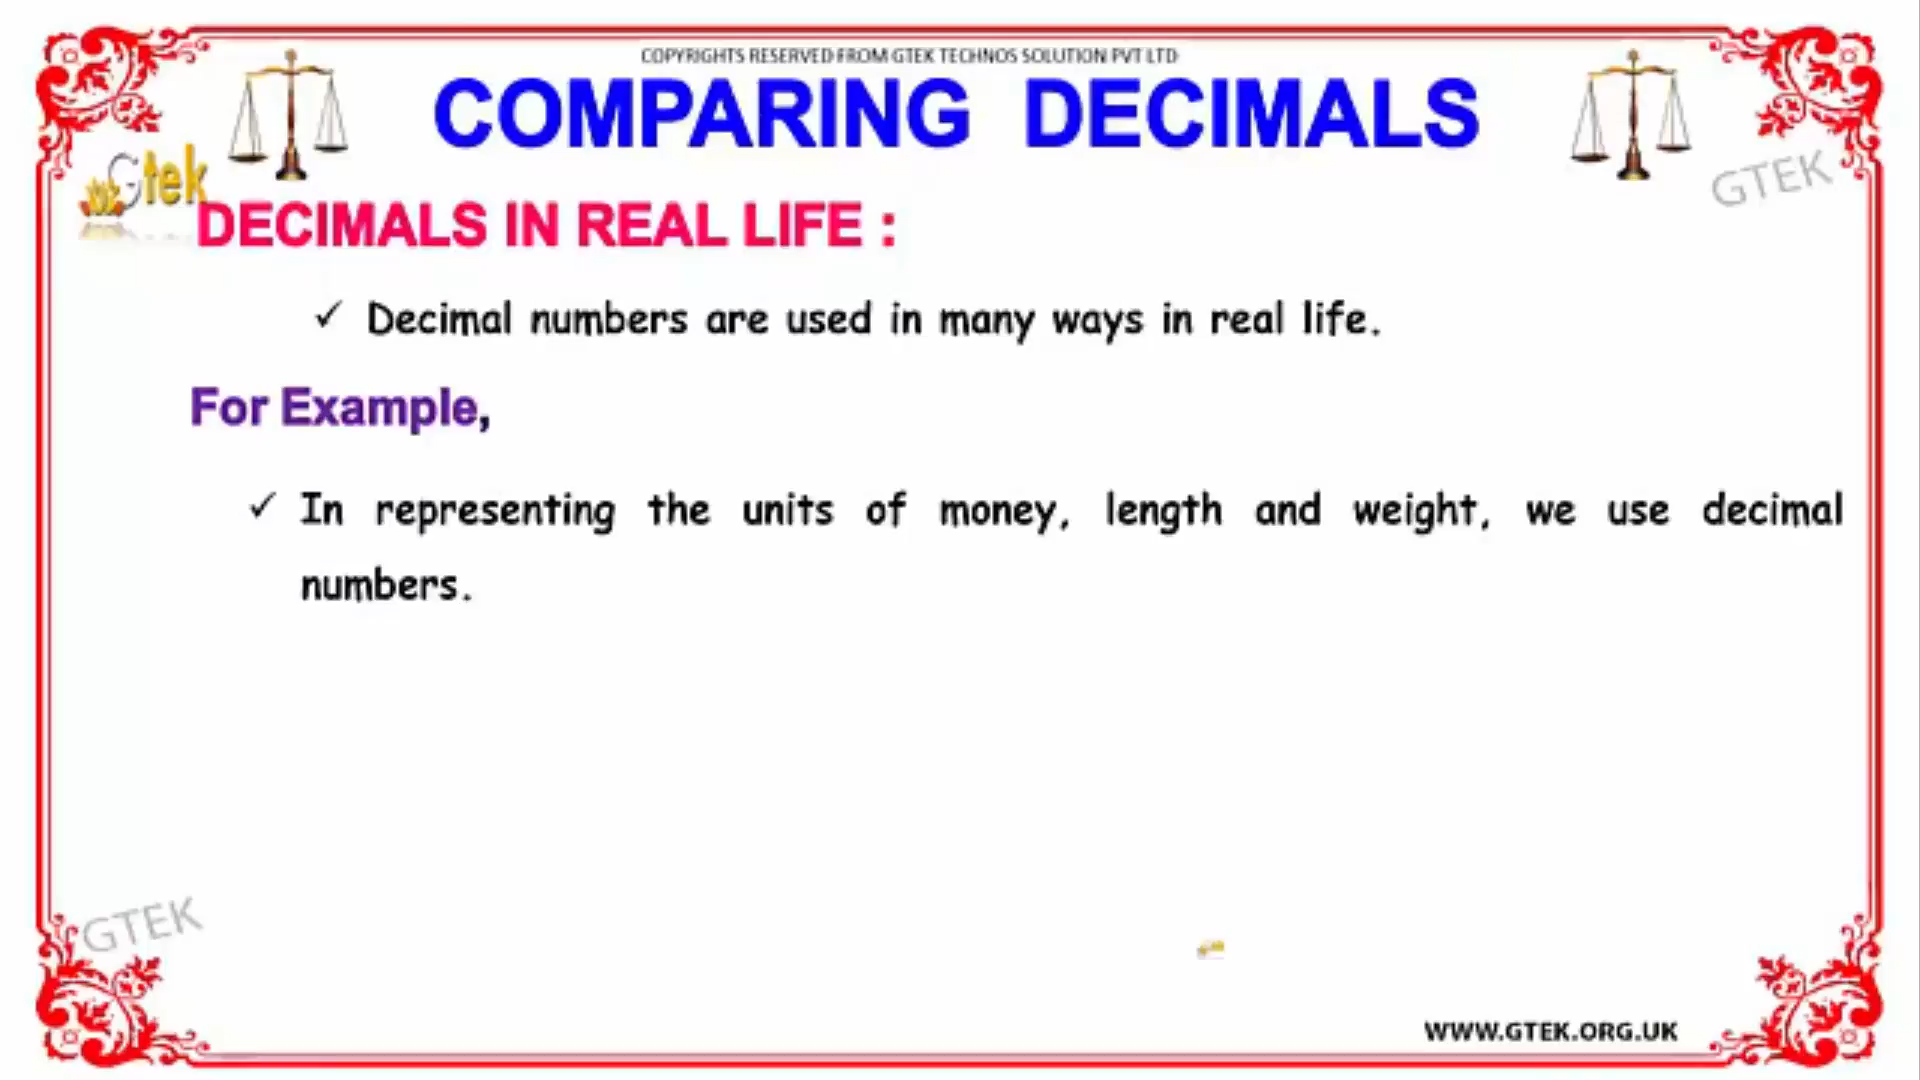 COPYRIGHTS RESERVED FROM GTEK TECHNOS SOLUTION PVT LTD
COMPARING DECIMALS
Gtek
GTEK
DECIMALS IN REAL LIFE :
✓ Decimal numbers are used in many ways in real life.
For Example,
✓ In representing the units of money, length and weight, we use decimal
numbers.
GTEK
WWW.GTEK.ORG.UK